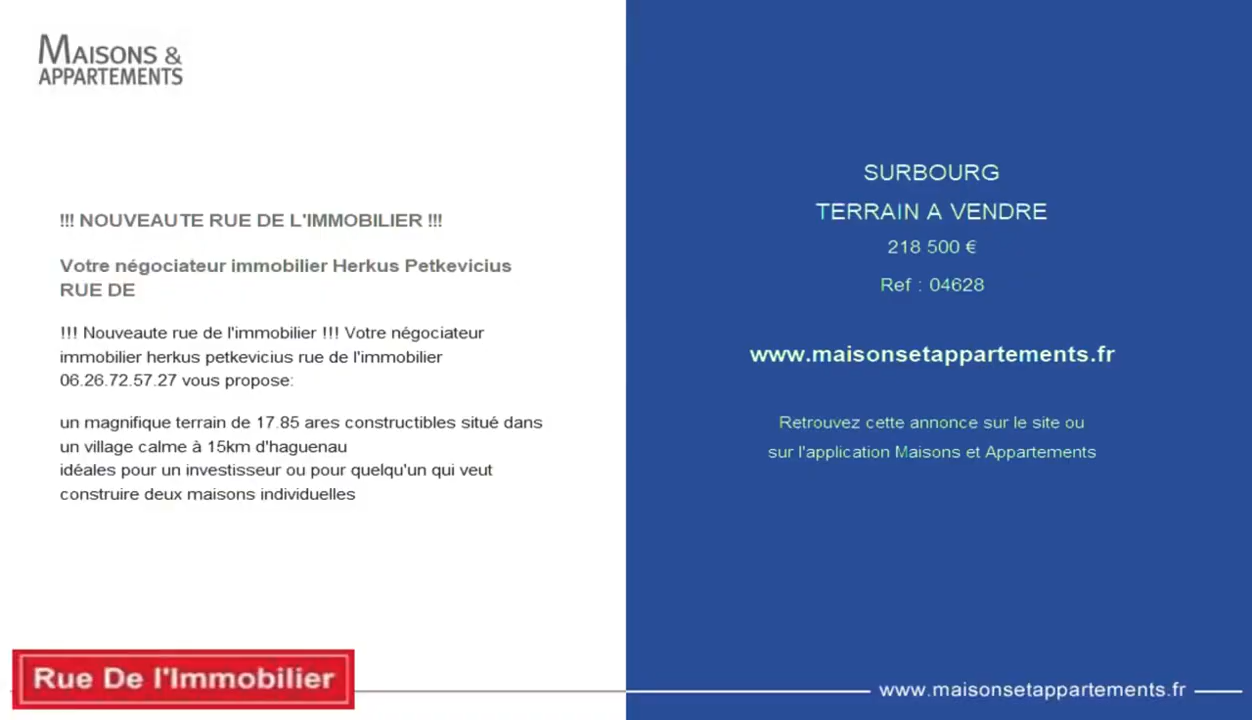 MAISONS &
APPARTEMENTS
!!! NOUVEAUTE RUE DE L'IMMOBILIER !!!
Votre négociateur immobilier Herkus Petkevicius
RUE DE
!!! Nouveaute rue de l'immobilier !!! Votre négociateur
immobilier herkus petkevicius rue de l'immobilier
06.26.72.57.27 vous propose:
un magnifique terrain de 17.85 ares constructibles situé dans
un village calme à 15km d'haguenau
idéales pour un investisseur ou pour quelqu'un qui veut
construire deux maisons individuelles
Rue De l'Immobilier
SURBOURG
TERRAIN A VENDRE
218 500 €
Ref : 04628
www.maisonsetappartements.fr
Retrouvez cette annonce sur le site ou
sur l'application Maisons et Appartements
www.maisonsetappartements.fr